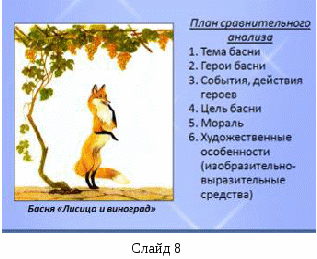 План сравнительного
анализа
1. Тема басни
2. Герои басни
3. События, действия
героев
4. Цель басни
5. Мораль
6. Художественные
особенности
(изобразительно-
выразительные
средства)
Басня «Лисица и виноград»
Слайд 8